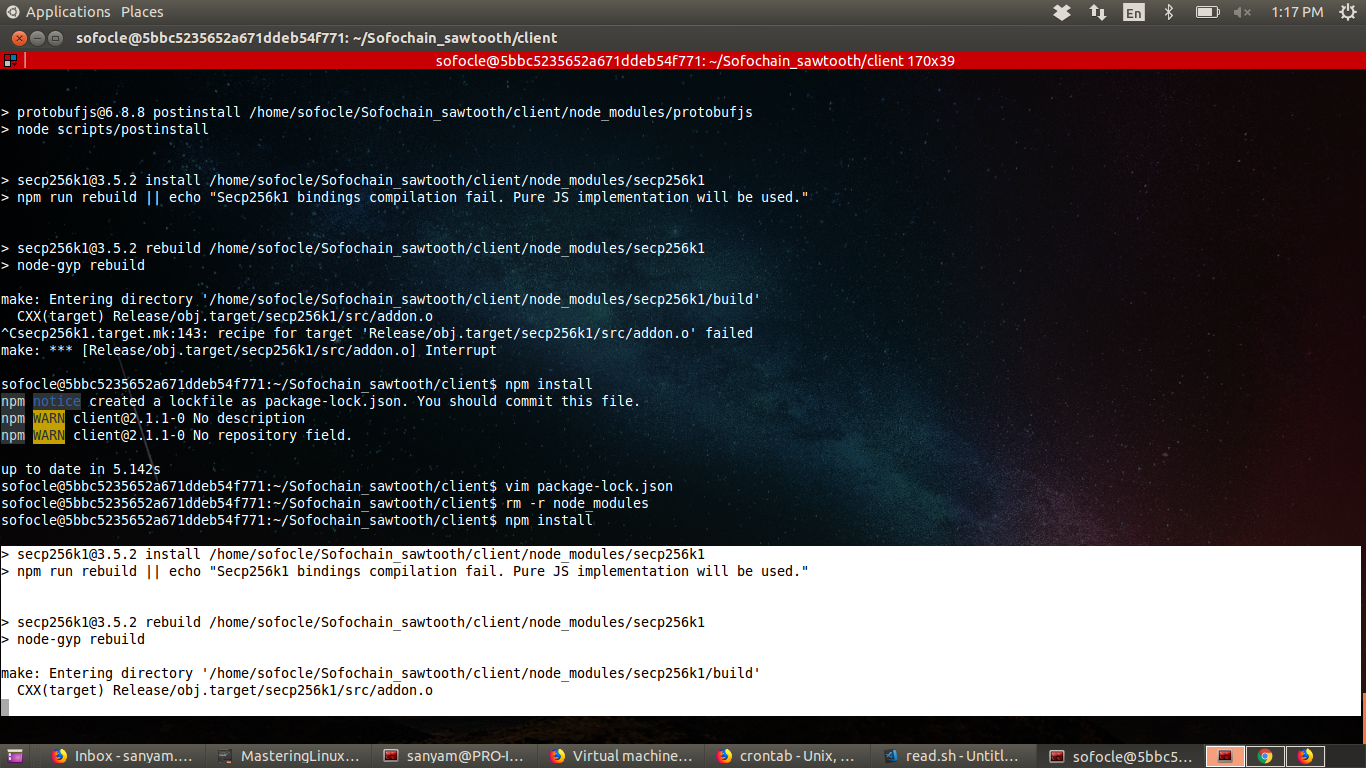 Applications Places
En
1:17 PM
sofocle@5bbc5235652a671ddeb54f771: ~/Sofochain_sawtooth/client
sofocle@5bbc5235652a671ddeb54f771: ~/Sofochain_sawtooth/client 170x39
> protobufjs@6.8.8 postinstall /home/sofocle/Sofochain_sawtooth/client/node_modules/protobufjs
> node scripts/postinstall
> secp256k1@3.5.2 install /home/sofocle/Sofochain_sawtooth/client/node_modules/secp256k1
> npm run rebuild || echo "Secp256k1 bindings compilation fail. Pure JS implementation will be used."
> secp256k1@3.5.2 rebuild /home/sofocle/Sofochain_sawtooth/client/node_modules/secp256k1
> node-gyp rebuild
make: Entering directory '/home/sofocle/Sofochain_sawtooth/client/node_modules/secp256k1/build'
  CXX(target) Release/obj.target/secp256k1/src/addon.o
^Csecp256k1.target.mk:143: recipe for target 'Release/obj.target/secp256k1/src/addon.o' failed
make: *** [Release/obj.target/secp256k1/src/addon.o] Interrupt
sofocle@5bbc5235652a671ddeb54f771:~/Sofochain_sawtooth/client$ npm install
npm notice created a lockfile as package-lock.json. You should commit this file.
npm WARN client@2.1.1-0 No description
npm WARN client@2.1.1-0 No repository field.
up to date in 5.142s
sofocle@5bbc5235652a671ddeb54f771:~/Sofochain_sawtooth/client$ vim package-lock.json
sofocle@5bbc5235652a671ddeb54f771:~/Sofochain_sawtooth/client$ rm -r node_modules
sofocle@5bbc5235652a671ddeb54f771:~/Sofochain_sawtooth/client$ npm install
> secp256k1@3.5.2 install /home/sofocle/Sofochain_sawtooth/client/node_modules/secp256k1
> npm run rebuild || echo "Secp256k1 bindings compilation fail. Pure JS implementation will be used."
> secp256k1@3.5.2 rebuild /home/sofocle/Sofochain_sawtooth/client/node_modules/secp256k1
> node-gyp rebuild
make: Entering directory '/home/sofocle/Sofochain_sawtooth/client/node_modules/secp256k1/build'
  CXX(target) Release/obj.target/secp256k1/src/addon.o
Inbox - sanyam.... MasteringLinux... sanyam@PRO-I... Virtual machine... crontab - Unix, ... read.sh - Untitl... sofocle@5bbc5...